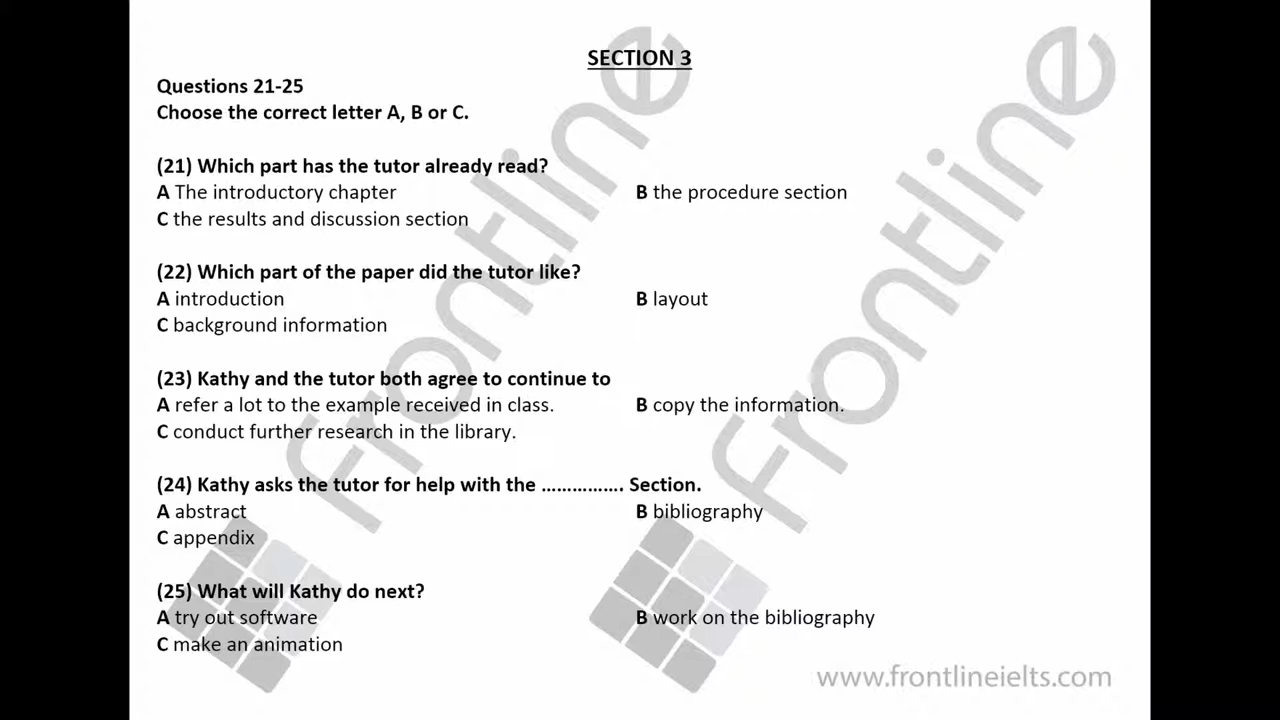 SECTION 3
Questions 21-25
Choose the correct letter A, B or C.
(21) Which part has the tutor already read?
A The introductory chapter
B the procedure section
C the results and discussion section
(22) Which part of the paper did the tutor like?
A introduction
B layout
C background information
(23) Kathy and the tutor both agree to continue to
A refer a lot to the example received in class.
B copy the information.
C conduct further research in the library.
(24) Kathy asks the tutor for help with the ................ Section.
A abstract
B bibliography
C appendix
(25) What will Kathy do next?
A try out software
B work on the bibliography
C make an animation
frontline
frontline
www.frontlineielts.com